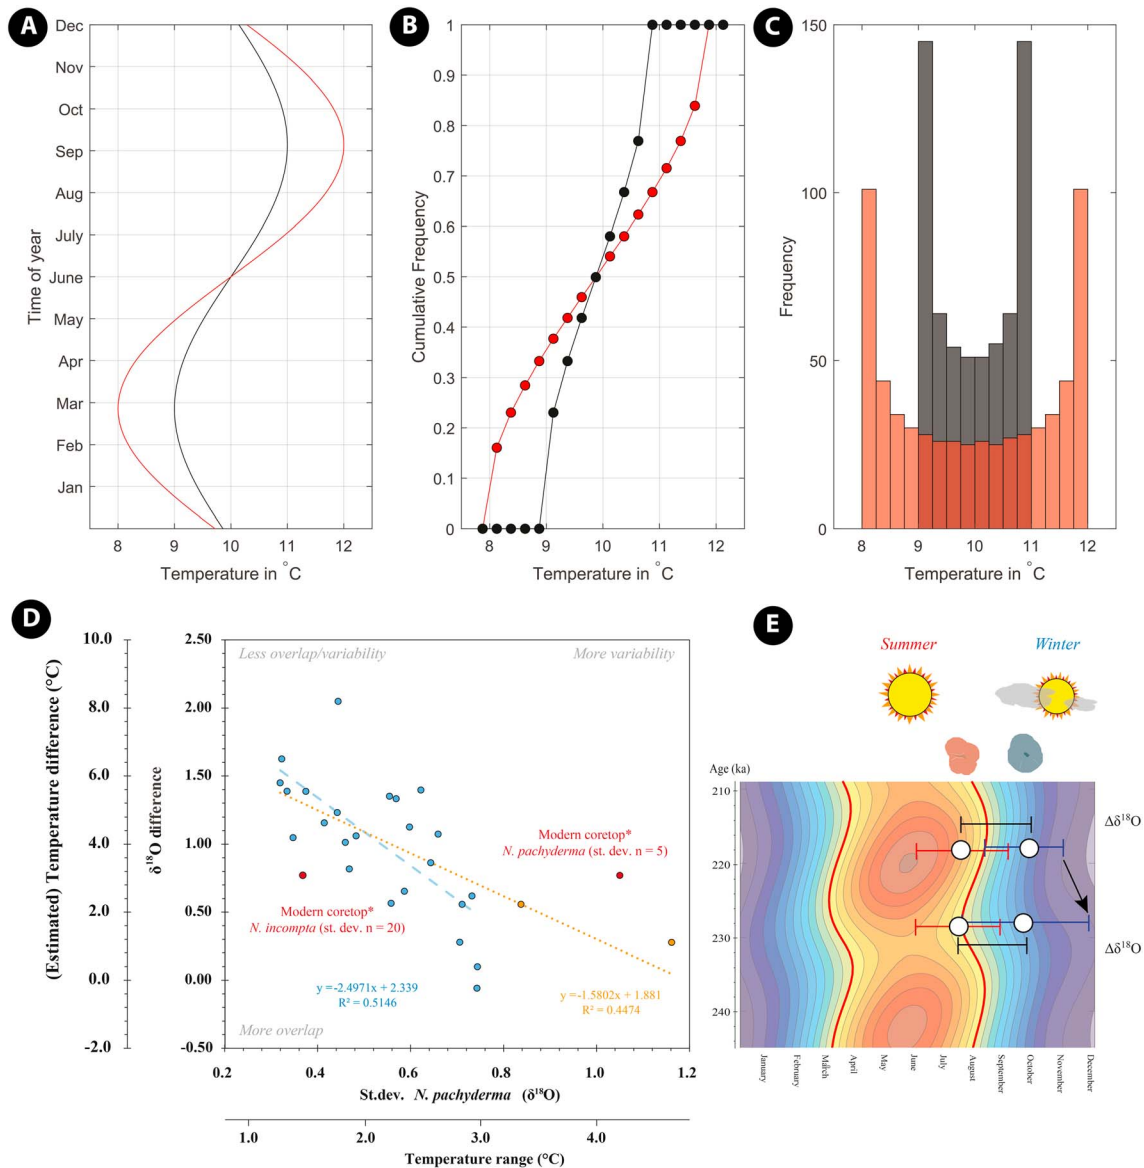 A
Dec
Nov
Oct
Sep
Aug
July
June
May
Apr
Mar
Feb
Jan
Time of year
8 9 10 11 12
Temperature in °C
B
1
0.9
0.8
0.7
0.6
0.5
0.4
0.3
0.2
0.1
0
Cumulative Frequency
8 9 10 11 12
Temperature in °C
C
150
100
50
0
Frequency
8 9 10 11 12
Temperature in °C
D
(Estimated) Temperature difference (°C)
10.0
8.0
6.0
4.0
2.0
0.0
-2.0
δ18O difference
2.50
2.00
1.50
1.00
0.50
0.00
-0.50
Less overlap/variability
More variability
Modern coretop*
N. pachyderma (st. dev. n = 5)
Modern coretop*
N. incompta (st. dev. n = 20)
y =-2.4971x + 2.339
R² = 0.5146
y =-1.5802x + 1.881
R² = 0.4474
More overlap
0.2 0.4 0.6 0.8 1.0 1.2
St.dev. N. pachyderma (δ18O)
1.0 2.0 3.0 4.0
Temperature range (°C)
E
Summer
Winter
Age (ka)
210
220
230
240
Δδ18O
Δδ18O
January
February
March
April
May
June
July
August
September
October
November
December